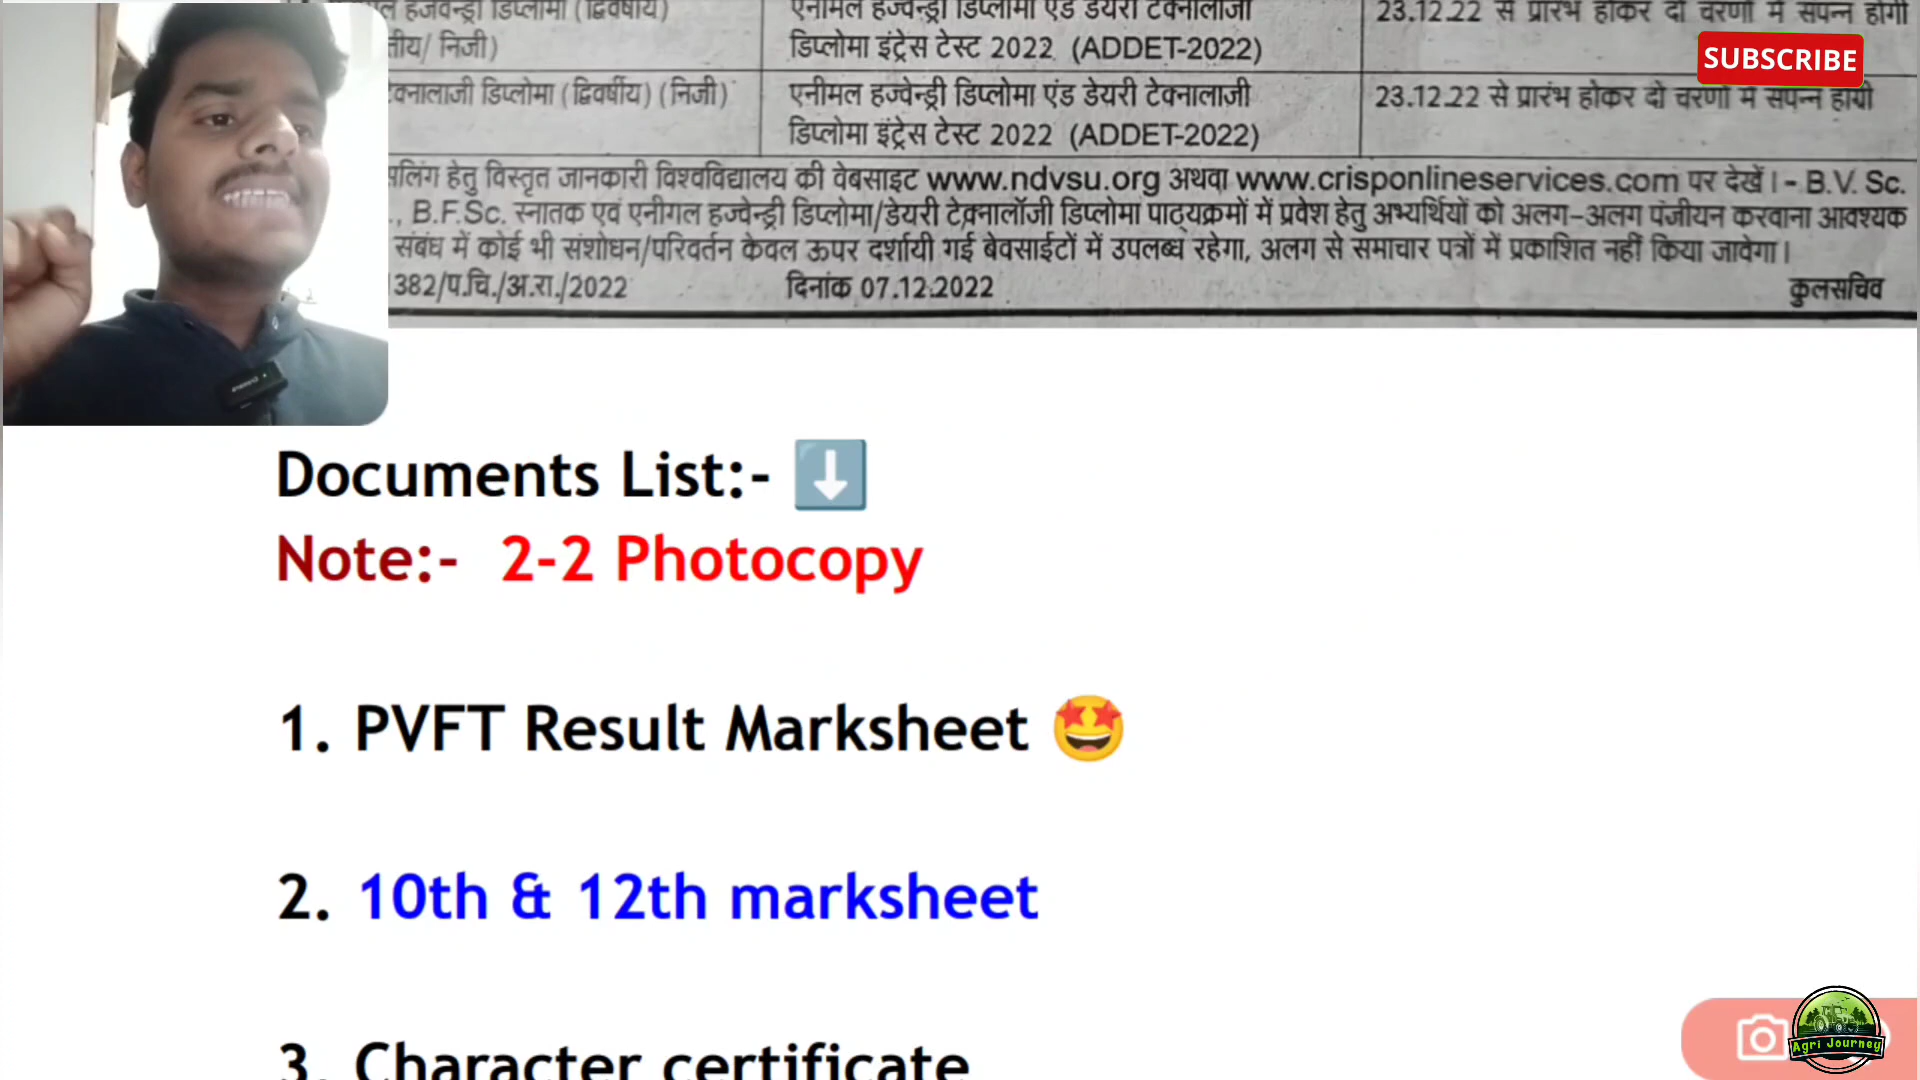 हजवेन्ड्री डिप्लोमा (द्विवर्षीय)
एनीमल हज्वेन्ड्री डिप्लोमा एंड डेयरी टेक्नालाजी
23.12.22 से प्रारंभ होकर दो चरणों में संपन्न होगी
निजी)
डिप्लोमा इंट्रेस टेस्ट 2022 (ADDET-2022)
SUBSCRIBE
क्नालाजी डिप्लोमा (द्विवर्षीय) (निजी)
एनीमल हज्वेन्ड्री डिप्लोमा एंड डेयरी टेक्नालाजी
23.12.22 से प्रारंभ होकर दो चरणों में संपन्न होगी
डिप्लोमा इंट्रेस टेस्ट 2022 (ADDET-2022)
हेतु विस्तृत जानकारी विश्वविद्यालय की वेबसाइट www.ndvsu.org अथवा www.crisponlineservices.com पर देखें। - B.V. Sc.
., B.F.Sc. स्नातक एवं एनीगल हज्वेन्ड्री डिप्लोमा/डेयरी टेक्नालॉजी डिप्लोमा पाठ्यक्रमों में प्रवेश हेतु अभ्यर्थियों को अलग-अलग पंजीयन करवाना आवश्यक
संबंध में कोई भी संशोधन/परिवर्तन केवल ऊपर दर्शायी गई बेवसाईटों में उपलब्ध रहेगा, अलग से समाचार पत्रों में प्रकाशित नहीं किया जावेगा।
382/प.चि./अ.रा./2022
दिनांक 07.12.2022
कुलसचिव
Documents List:- ⬇️
Note:- 2-2 Photocopy
1. PVFT Result Marksheet 🤩
2. 10th & 12th marksheet
3. Character certificate
Agri Journey